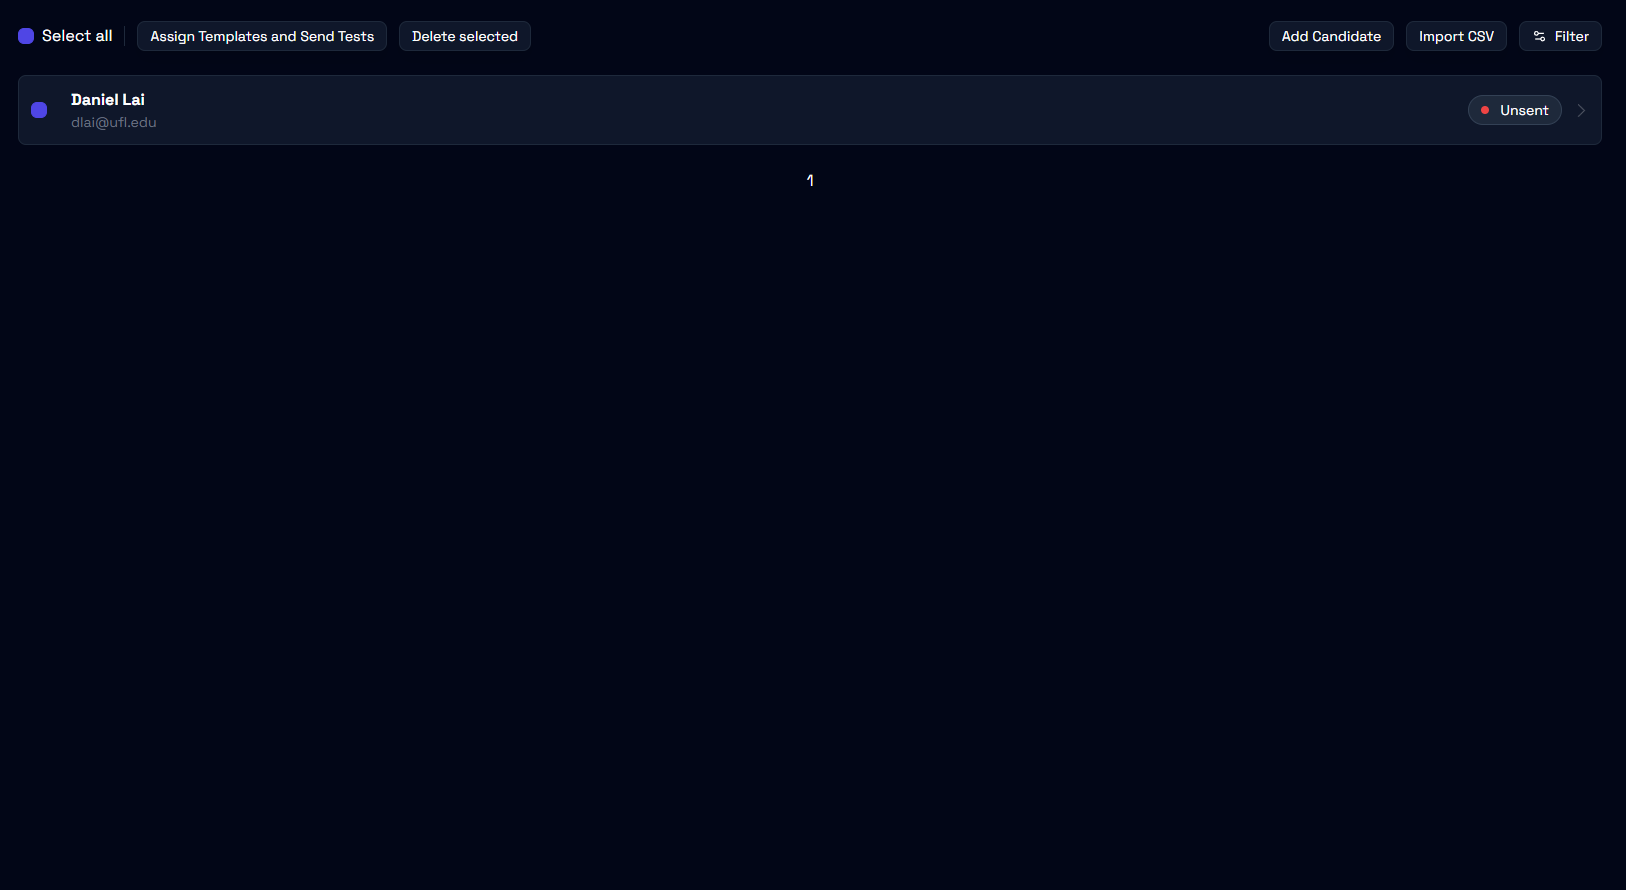 Select all
Assign Templates and Send Tests
Delete selected
Add Candidate
Import CSV
Filter
Daniel Lai
dlai@ufl.edu
Unsent
1